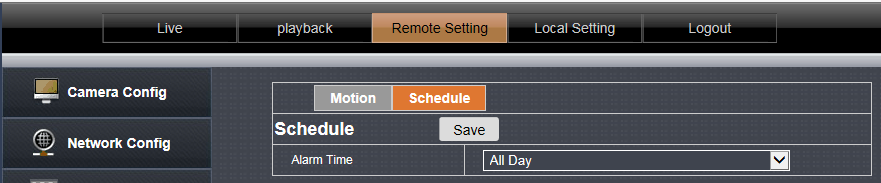 Live playback Remote Setting Local Setting Logout
Camera Config
Motion Schedule
Schedule Save
Network Config
Alarm Time All Day